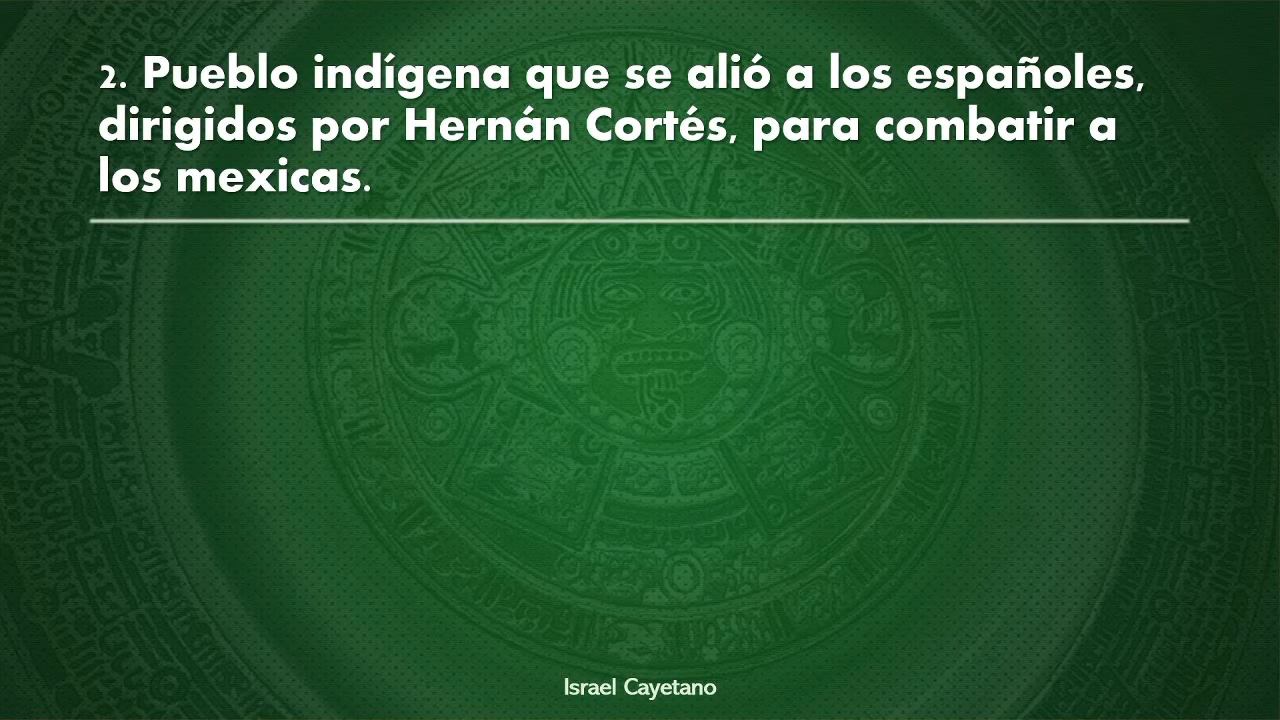 2. Pueblo indígena que se alió a los españoles,
dirigidos por Hernán Cortés, para combatir a
los mexicas.
Israel Cayetano